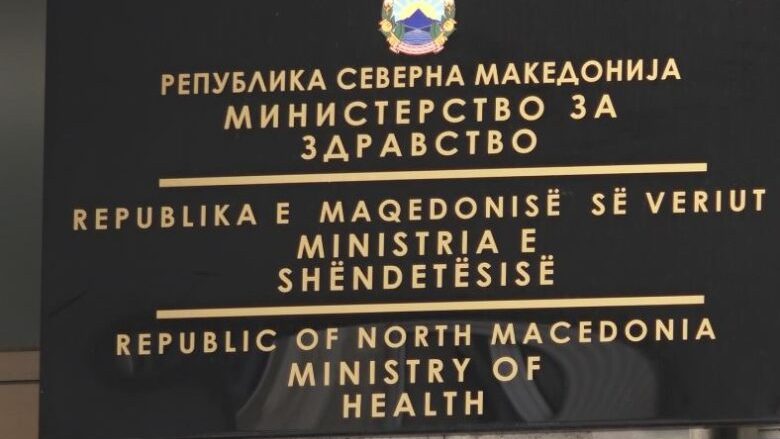 РЕПУБЛИКА СЕВЕРНА МАКЕДОНИЈА
МИНИСТЕРСТВО ЗА
ЗДРАВСТВО
REPUBLIKA E MAQEDONISË SË VERIUT
MINISTRIA E
SHËNDETËSISË
REPUBLIC OF NORTH MACEDONIA
MINISTRY OF
HEALTH